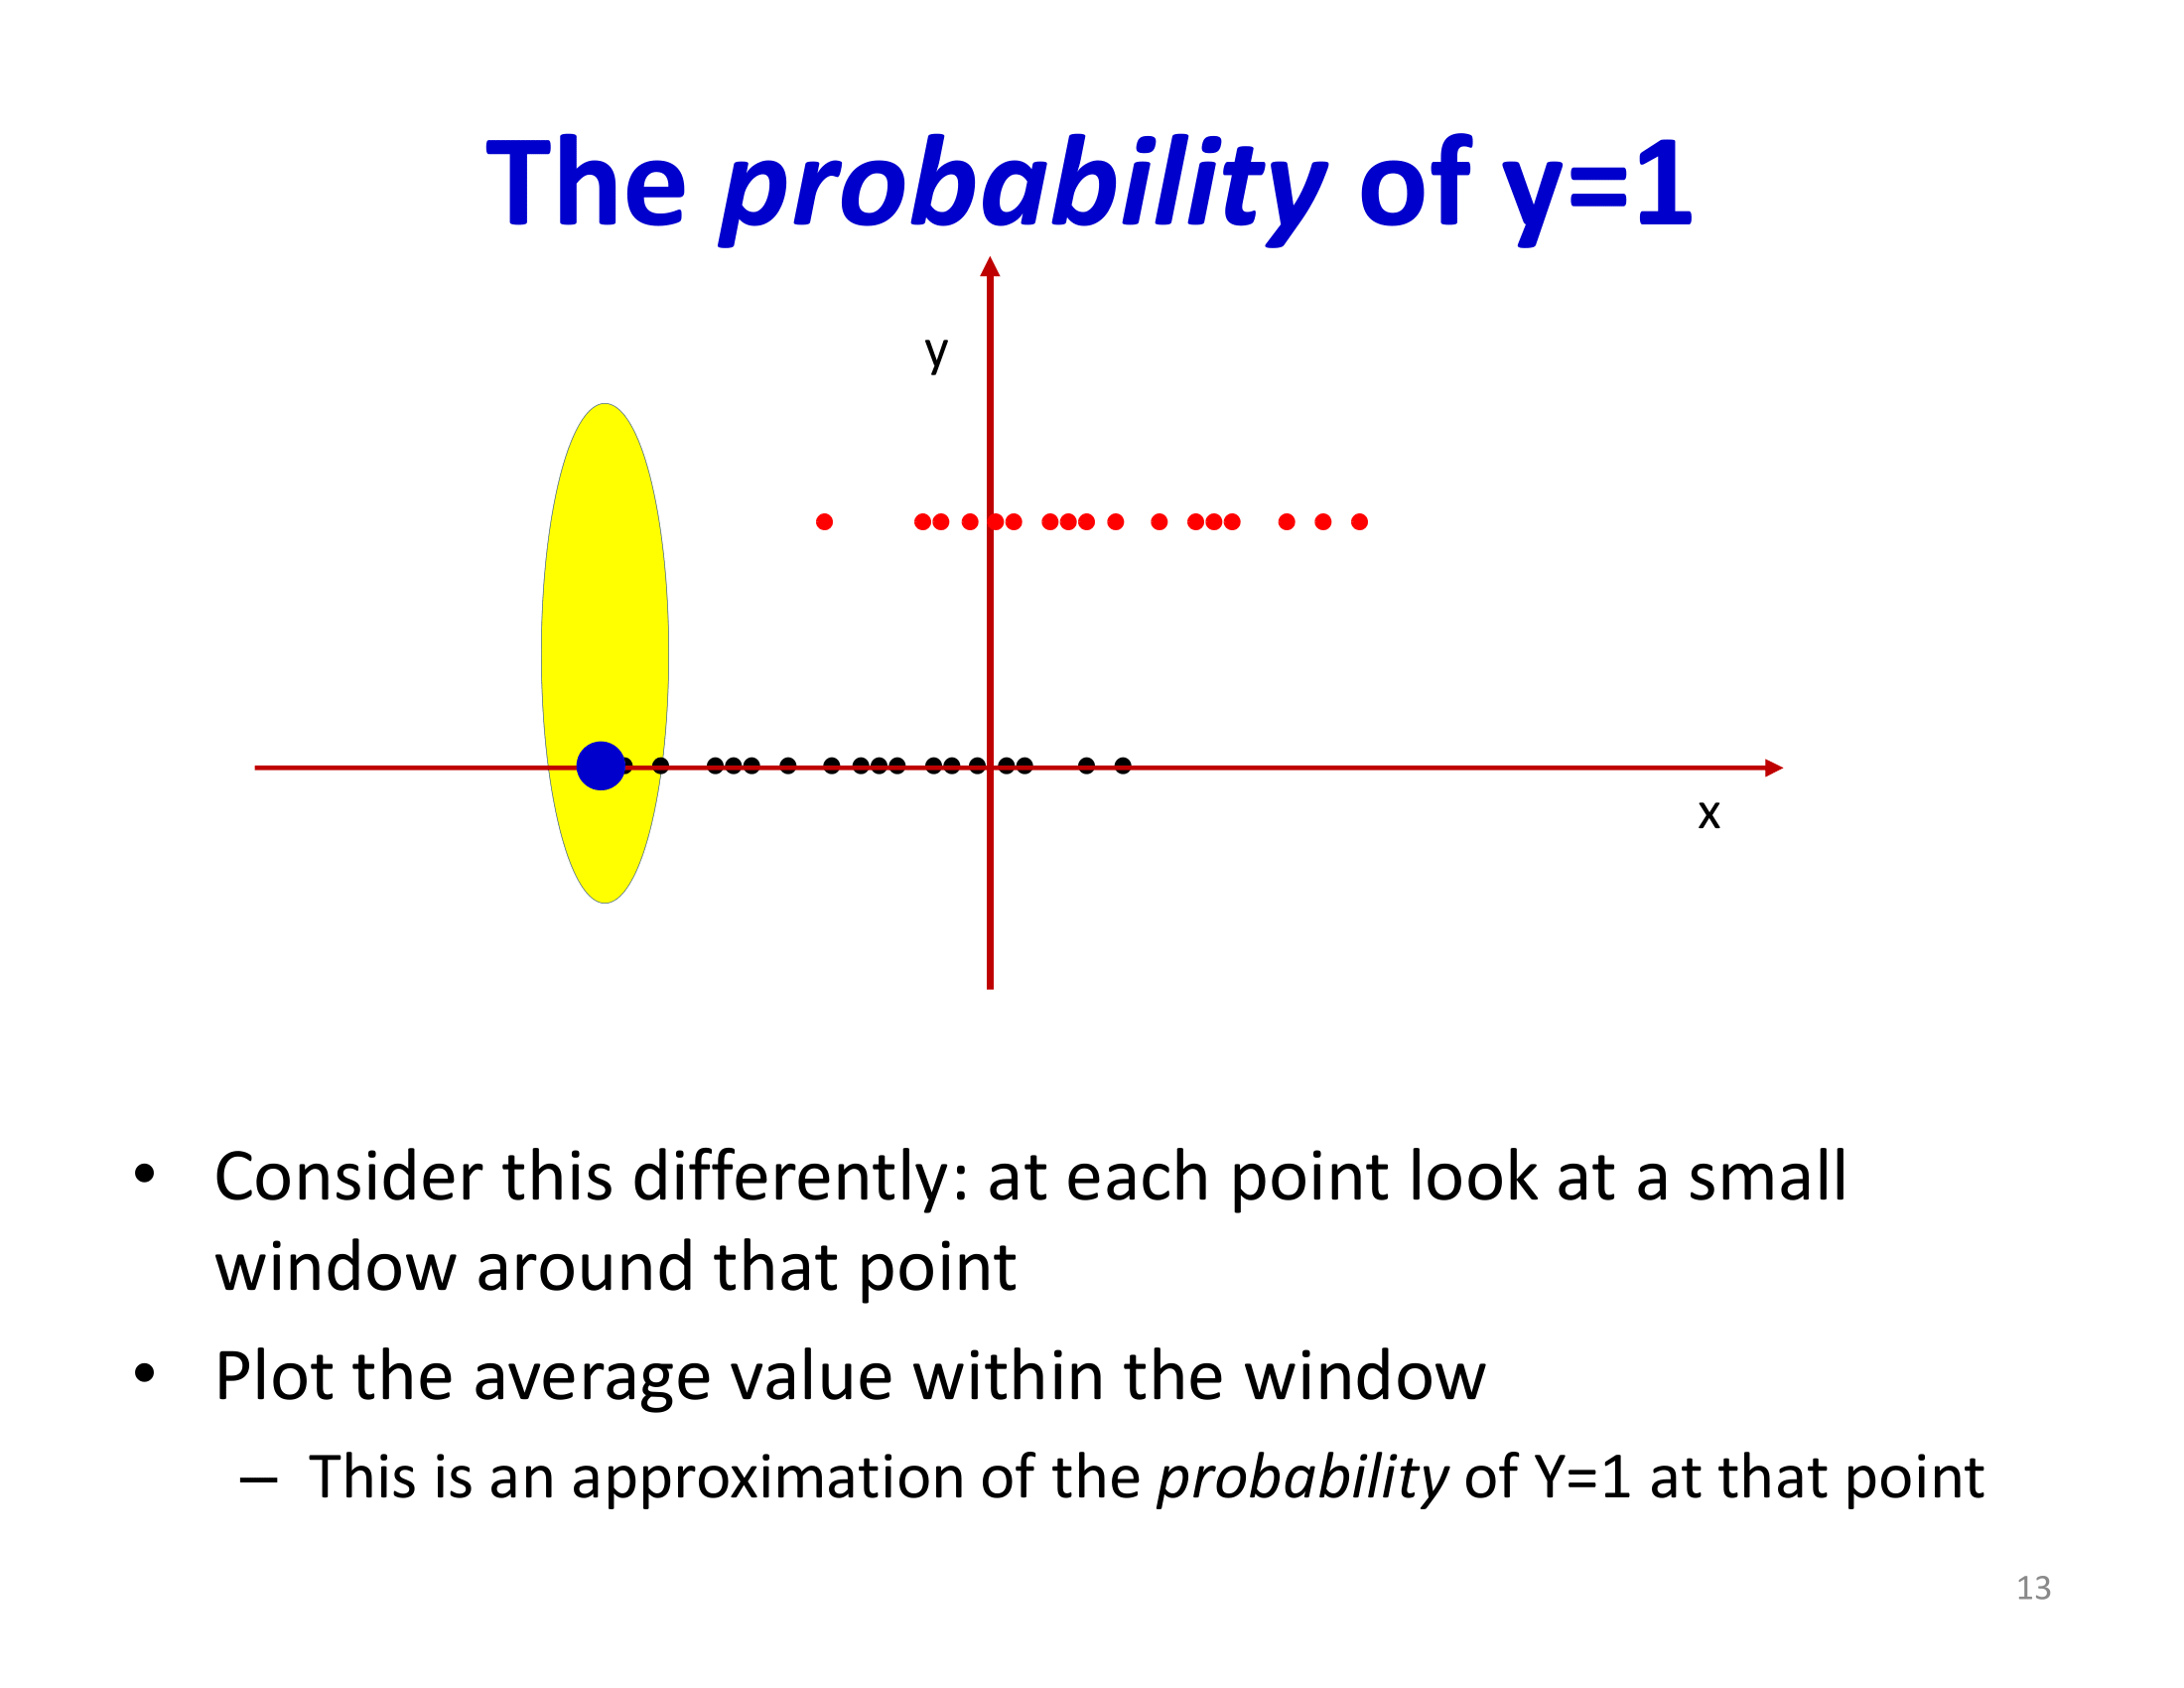 The probability of y=1
y
x
• Consider this differently: at each point look at a small
window around that point
• Plot the average value within the window
– This is an approximation of the probability of Y=1 at that point
13